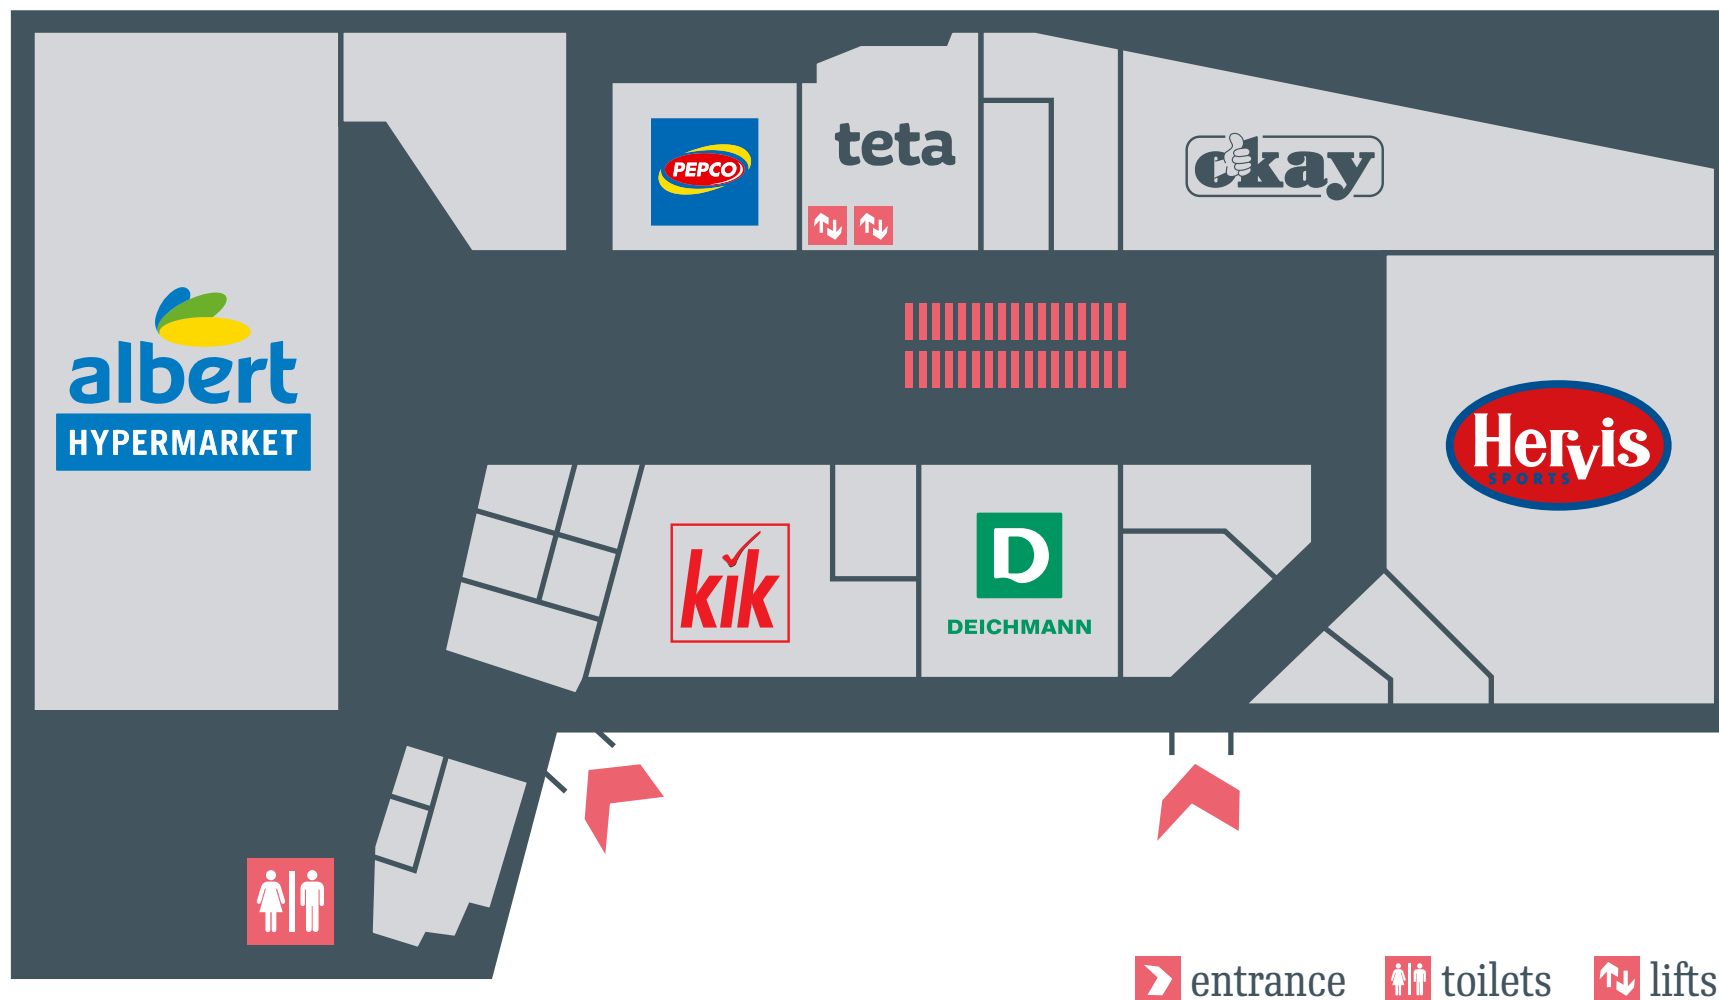 PEPCO
teta
okay
albert
HYPERMARKET
Hervis
SPORTS
kik
D
DEICHMANN
entrance
toilets
lifts